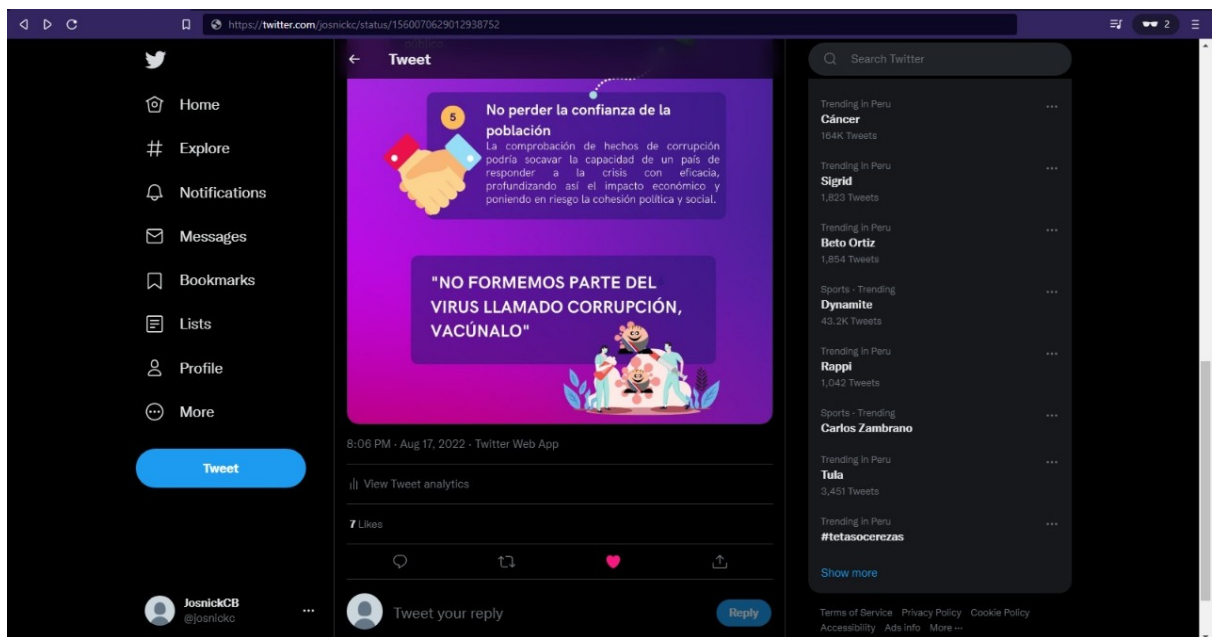 https://twitter.com/josnickc/status/1560070629012938752
2
Home
Explore
Notifications
Messages
Bookmarks
Lists
Profile
More
Tweet
JosnickCB
@josnickc
Tweet
5
No perder la confianza de la
población
La comprobación de hechos de corrupción
podría socavar la capacidad de un país de
responder a la crisis con eficacia,
profundizando así el impacto económico y
poniendo en riesgo la cohesión política y social.
"NO FORMEMOS PARTE DEL
VIRUS LLAMADO CORRUPCIÓN,
VACÚNALO"
8:06 PM · Aug 17, 2022 · Twitter Web App
View Tweet analytics
7 Likes
Tweet your reply
Reply
Search Twitter
Trending in Peru
Cáncer
164K Tweets
Trending in Peru
Sigrid
1,823 Tweets
Trending in Peru
Beto Ortiz
1,854 Tweets
Sports · Trending
Dynamite
43.2K Tweets
Trending in Peru
Rappi
1,042 Tweets
Sports · Trending
Carlos Zambrano
Trending in Peru
Tula
3,451 Tweets
Trending in Peru
#tetasocerezas
Show more
Terms of Service Privacy Policy Cookie Policy
Accessibility Ads info More ···